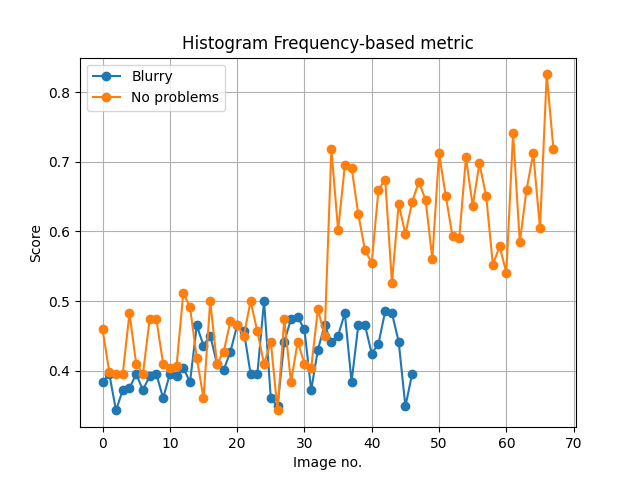 Histogram Frequency-based metric
Blurry
No problems
0.8
0.7
0.6
0.5
0.4
Score
0 10 20 30 40 50 60 70
Image no.